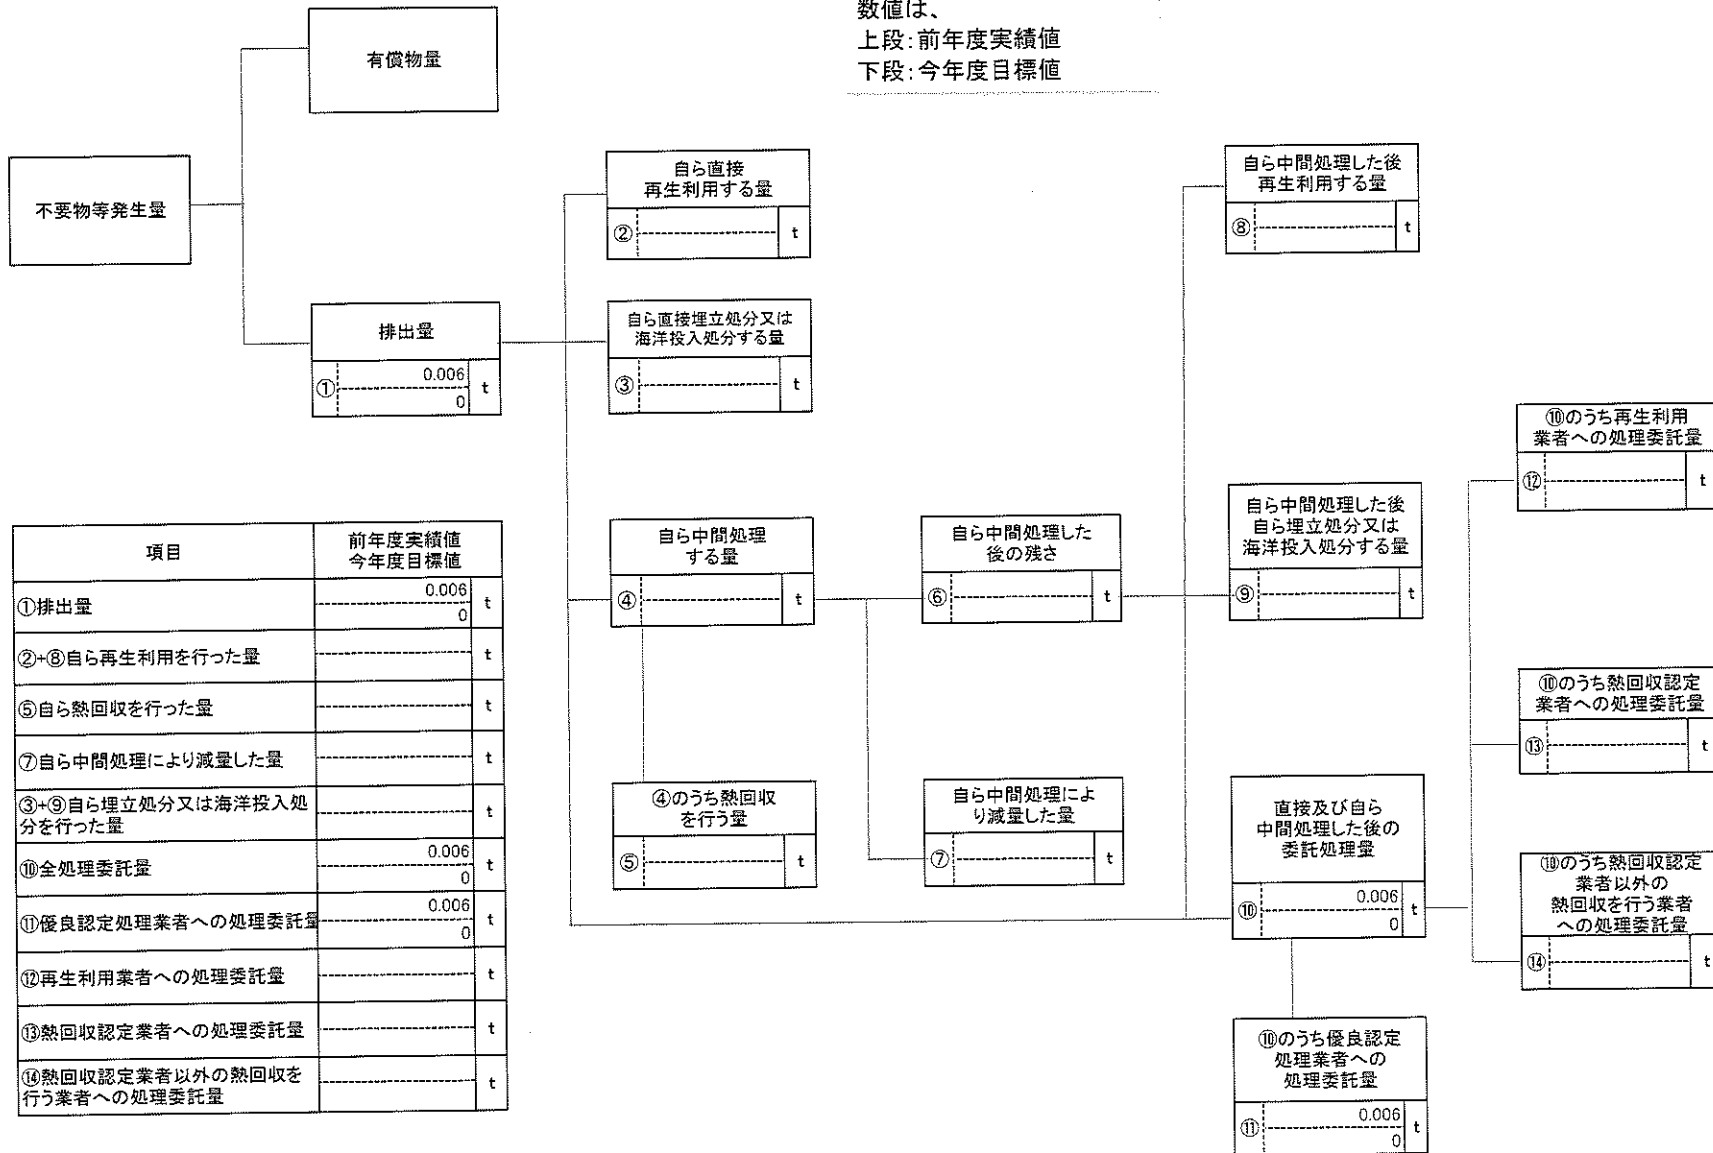 数値は、
上段:前年度実績値
下段:今年度目標値
有償物量
不要物等発生量
排出量
①
0.006
0
t
自ら直接
再生利用する量
②
t
自ら直接埋立処分又は
海洋投入処分する量
③
t
自ら中間処理
する量
④
t
④のうち熱回収
を行う量
⑤
t
自ら中間処理した
後の残さ
⑥
t
自ら中間処理によ
り減量した量
⑦
t
自ら中間処理した後
再生利用する量
⑧
t
自ら中間処理した後
自ら埋立処分又は
海洋投入処分する量
⑨
t
直接及び自ら
中間処理した後の
委託処理量
⑩
0.006
0
t
⑩のうち優良認定
処理業者への
処理委託量
⑪
0.006
0
t
⑩のうち再生利用
業者への処理委託量
⑫
t
⑩のうち熱回収認定
業者への処理委託量
⑬
t
⑩のうち熱回収認定
業者以外の
熱回収を行う業者
への処理委託量
⑭
t
項目
前年度実績値
今年度目標値
①排出量
0.006
0
t
②+⑧自ら再生利用を行った量
t
⑤自ら熱回収を行った量
t
⑦自ら中間処理により減量した量
t
③+⑨自ら埋立処分又は海洋投入処
分を行った量
t
⑩全処理委託量
0.006
0
t
⑪優良認定処理業者への処理委託量
0.006
0
t
⑫再生利用業者への処理委託量
t
⑬熱回収認定業者への処理委託量
t
⑭熱回収認定業者以外の熱回収を
行う業者への処理委託量
t